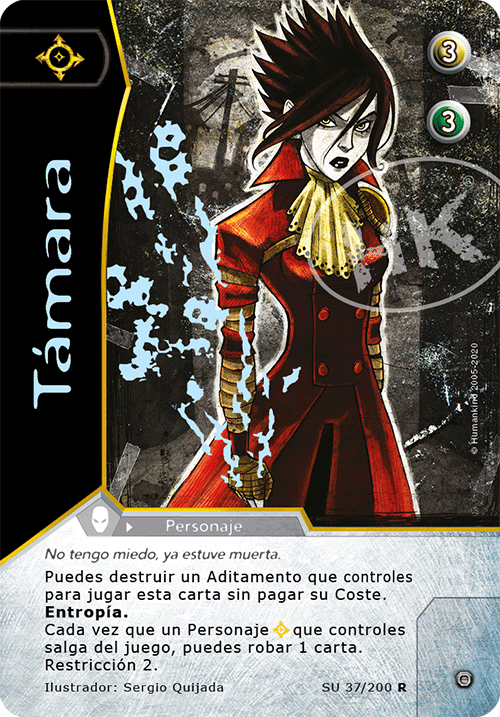 3
3
Támara
HK
®
© Humankind 2005-2020
Personaje
No tengo miedo, ya estuve muerta.
Puedes destruir un Aditamento que controles
para jugar esta carta sin pagar su Coste.
Entropía.
Cada vez que un Personaje que controles
salga del juego, puedes robar 1 carta.
Restricción 2.
Ilustrador: Sergio Quijada
SU 37/200 R